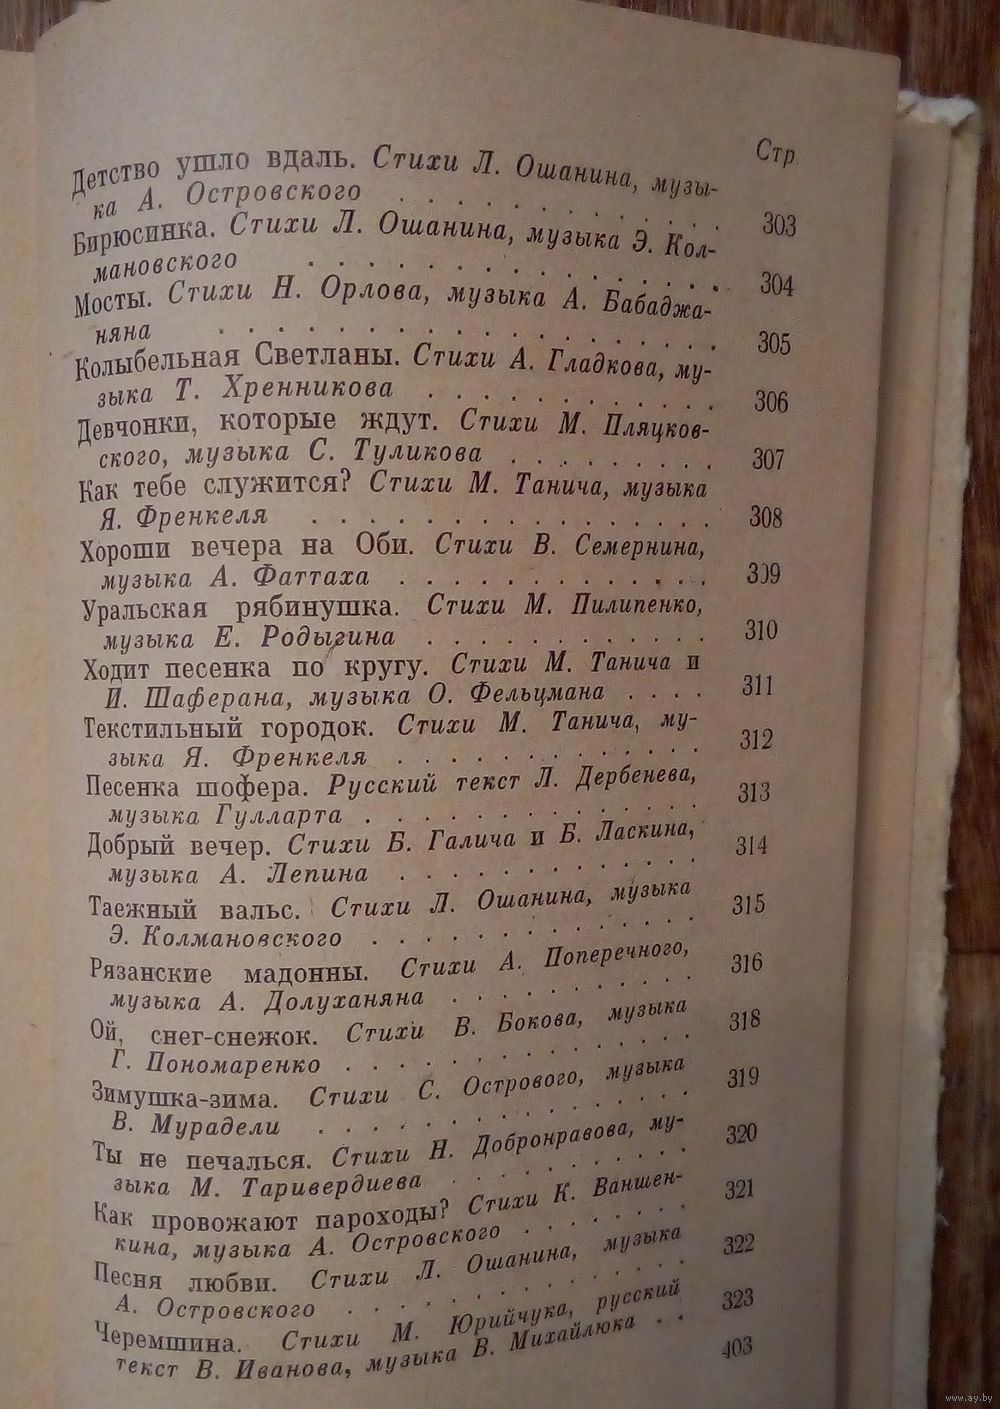 Стр.
Детство ушло вдаль. Стихи Л. Ошанина, музы-
ка А. Островского . . . . . . . . . . . 303
Бирюсинка. Стихи Л. Ошанина, музыка Э. Кол-
мановского . . . . . . . . . . . . . . 304
Мосты. Стихи Н. Орлова, музыка А. Бабаджа-
няна . . . . . . . . . . . . . . . . . 305
Колыбельная Светланы. Стихи А. Гладкова, му-
зыка Т. Хренникова . . . . . . . . . . 306
Девчонки, которые ждут. Стихи М. Пляцков-
ского, музыка С. Туликова . . . . . . . . 307
Как тебе служится? Стихи М. Танича, музыка
Я. Френкеля . . . . . . . . . . . . . . 308
Хороши вечера на Оби. Стихи В. Семернина,
музыка А. Фаттаха . . . . . . . . . . . 309
Уральская рябинушка. Стихи М. Пилипенко,
музыка Е. Родыгина . . . . . . . . . . 310
Ходит песенка по кругу. Стихи М. Танича и
И. Шаферана, музыка О. Фельцмана . . . . 311
Текстильный городок. Стихи М. Танича, му-
зыка Я. Френкеля . . . . . . . . . . . 312
Песенка шофера. Русский текст Л. Дербенева,
музыка Гулларта . . . . . . . . . . . . 313
Добрый вечер. Стихи Б. Галича и Б. Ласкина,
музыка А. Лепина . . . . . . . . . . . 314
Таежный вальс. Стихи Л. Ошанина, музыка
Э. Колмановского . . . . . . . . . . . . 315
Рязанские мадонны. Стихи А. Поперечного,
музыка А. Долуханяна . . . . . . . . . 316
Ой, снег-снежок. Стихи В. Бокова, музыка
Г. Пономаренко . . . . . . . . . . . . 318
Зимушка-зима. Стихи С. Острового, музыка
В. Мурадели . . . . . . . . . . . . . . 319
Ты не печалься. Стихи Н. Добронравова, му-
зыка М. Таривердиева . . . . . . . . . 320
Как провожают пароходы? Стихи К. Ваншен-
кина, музыка А. Островского . . . . . . . 321
Песня любви. Стихи Л. Ошанина, музыка
А. Островского . . . . . . . . . . . . . 322
Черемшина. Стихи М. Юрийчука, русский
текст В. Иванова, музыка В. Михайлюка . . 323
403
www.ay.by